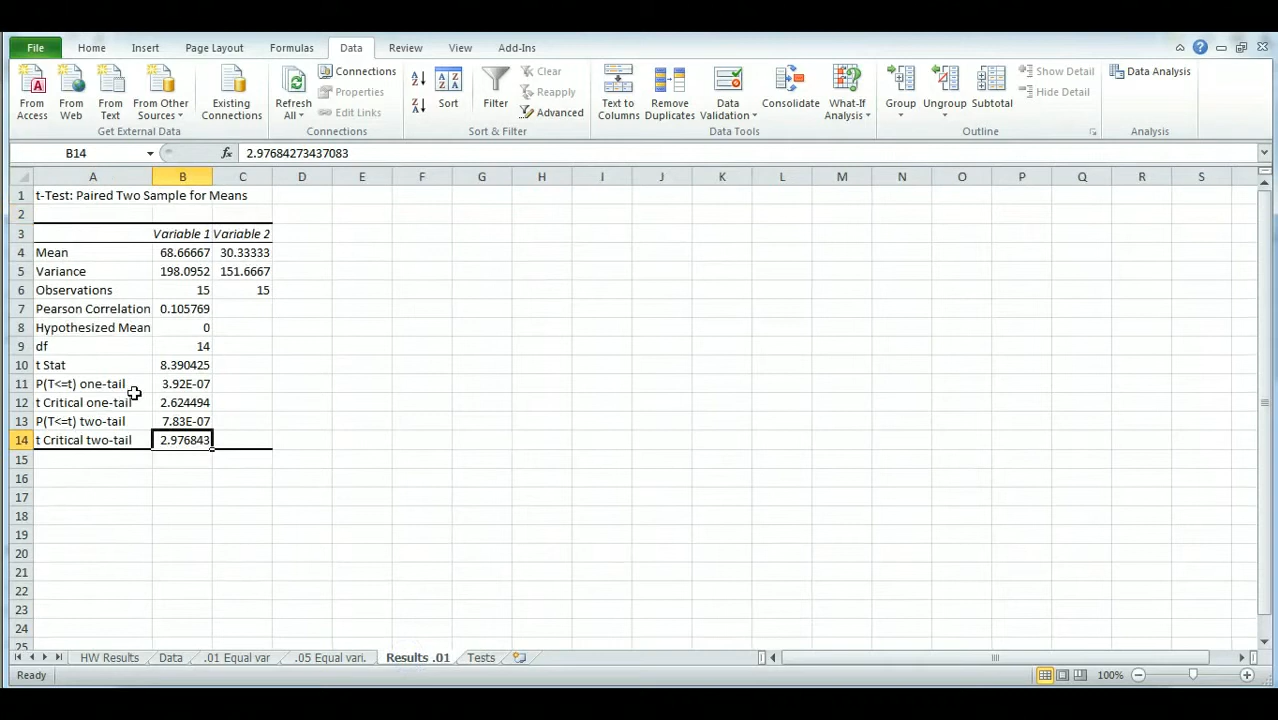 File Home Insert Page Layout Formulas Data Review View Add-Ins
From Access
From Web
From Text
From Other Sources
Existing Connections
Get External Data
Refresh All
Connections
Properties
Edit Links
Connections
Sort
Filter
Clear
Reapply
Advanced
Sort & Filter
Text to Columns
Remove Duplicates
Data Validation
Consolidate
What-If Analysis
Data Tools
Group
Ungroup
Subtotal
Show Detail
Hide Detail
Outline
Data Analysis
Analysis
B14 fx 2.97684273437083
A B C D E F G H I J K L M N O P Q R S
1 t-Test: Paired Two Sample for Means
2
3 Variable 1 Variable 2
4 Mean 68.66667 30.33333
5 Variance 198.0952 151.6667
6 Observations 15 15
7 Pearson Correlation 0.105769
8 Hypothesized Mean 0
9 df 14
10 t Stat 8.390425
11 P(T<=t) one-tail 3.92E-07
12 t Critical one-tail 2.624494
13 P(T<=t) two-tail 7.83E-07
14 t Critical two-tail 2.976843
15
16
17
18
19
20
21
22
23
24
25
HW Results Data .01 Equal var .05 Equal vari. Results .01 Tests
Ready 100%